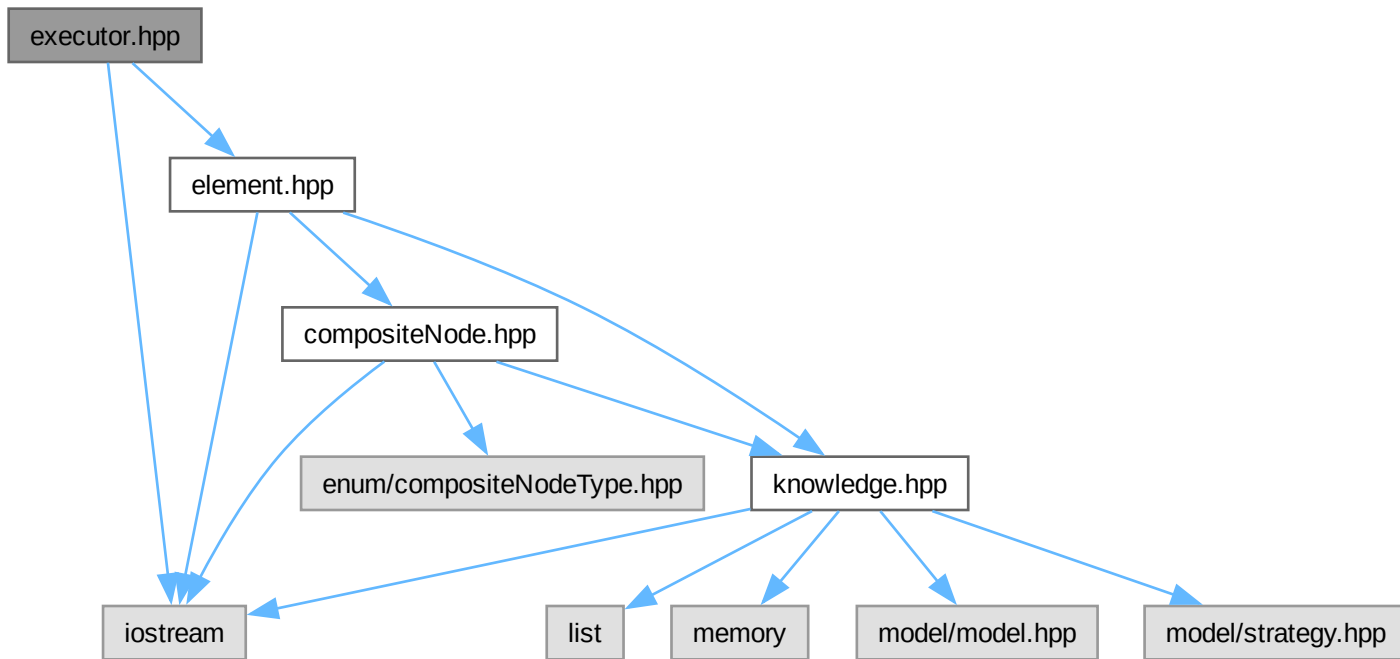 executor.hpp
element.hpp
compositeNode.hpp
enum/compositeNodeType.hpp
knowledge.hpp
iostream
list
memory
model/model.hpp
model/strategy.hpp